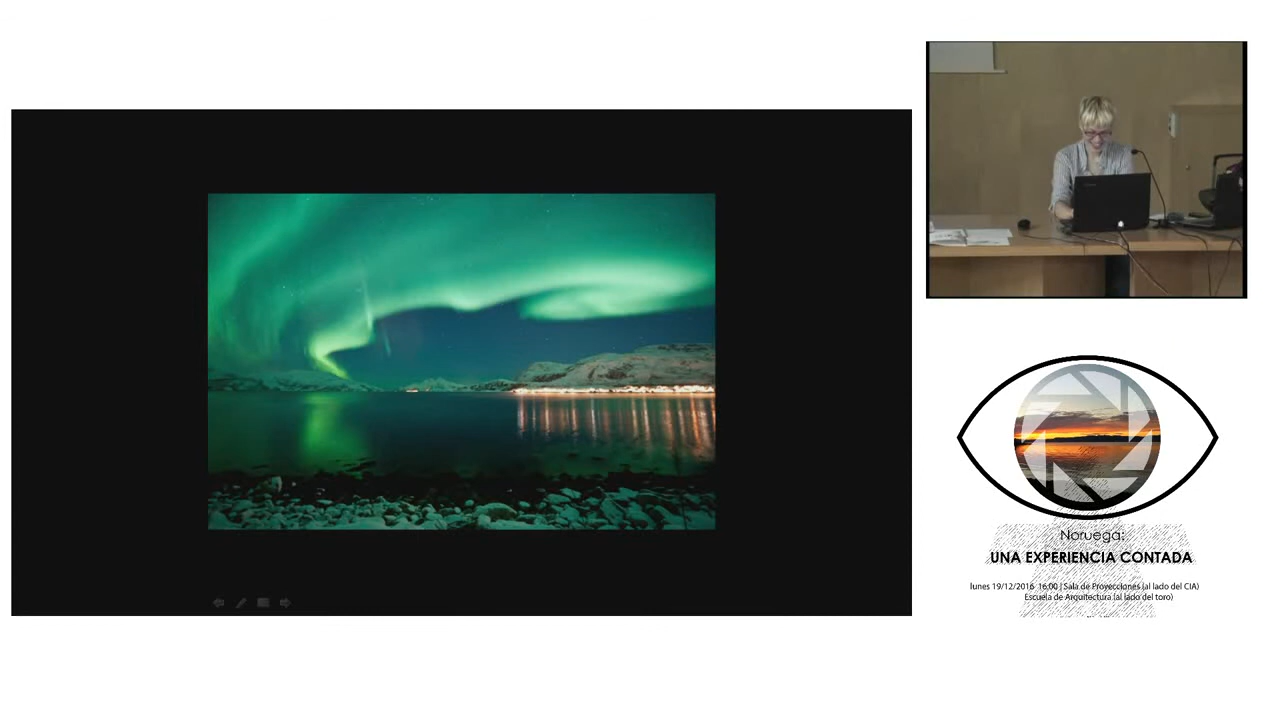 Noruega:
UNA EXPERIENCIA CONTADA
lunes 19/12/2016 16:00 | Sala de Proyecciones (al lado del CIA)
Escuela de Arquitectura (al lado del toro)